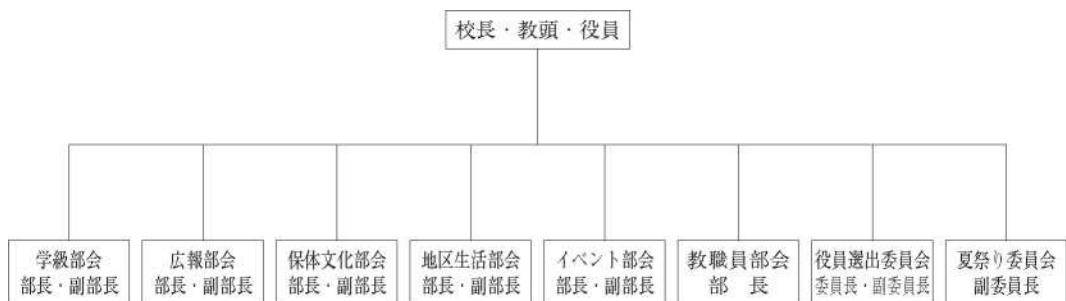 校長・教頭・役員
学級部会
部長・副部長
広報部会
部長・副部長
保体文化部会
部長・副部長
地区生活部会
部長・副部長
イベント部会
部長・副部長
教職員部会
部　長
役員選出委員会
委員長・副委員長
夏祭り委員会
副委員長